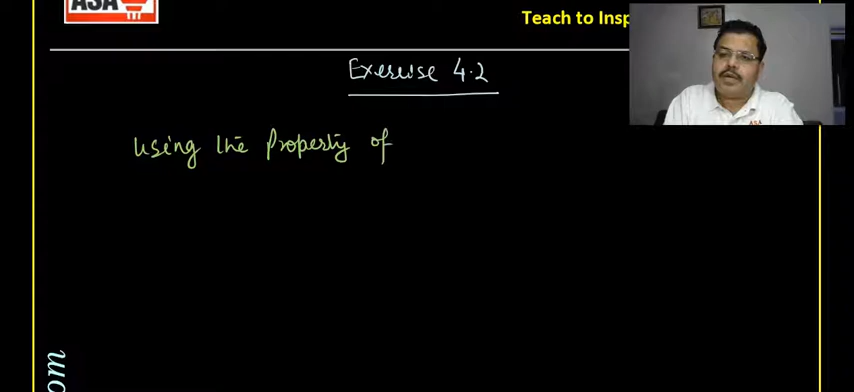 ASA
Teach to Insp
Exercise 4.2
using the Property of
om